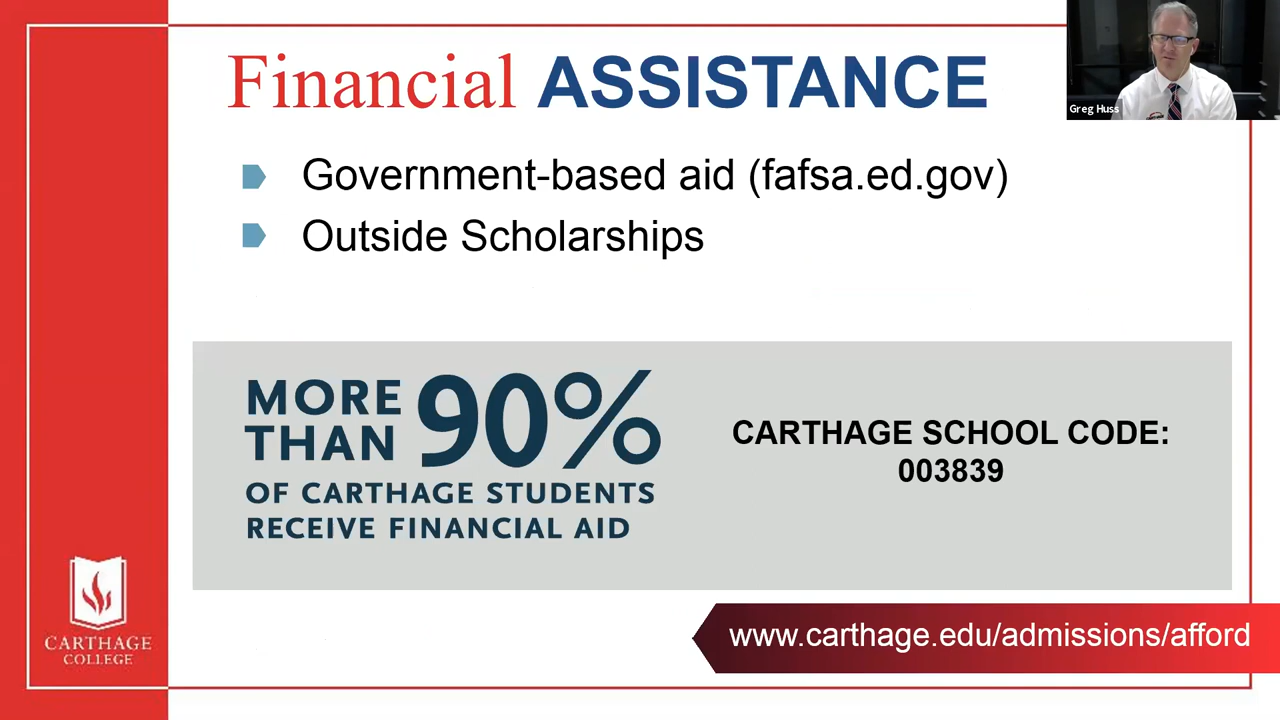 Financial ASSISTANCE
Greg Huss
Government-based aid (fafsa.ed.gov)
Outside Scholarships
MORE THAN 90%
OF CARTHAGE STUDENTS
RECEIVE FINANCIAL AID
CARTHAGE SCHOOL CODE:
003839
CARTHAGE
COLLEGE
www.carthage.edu/admissions/afford